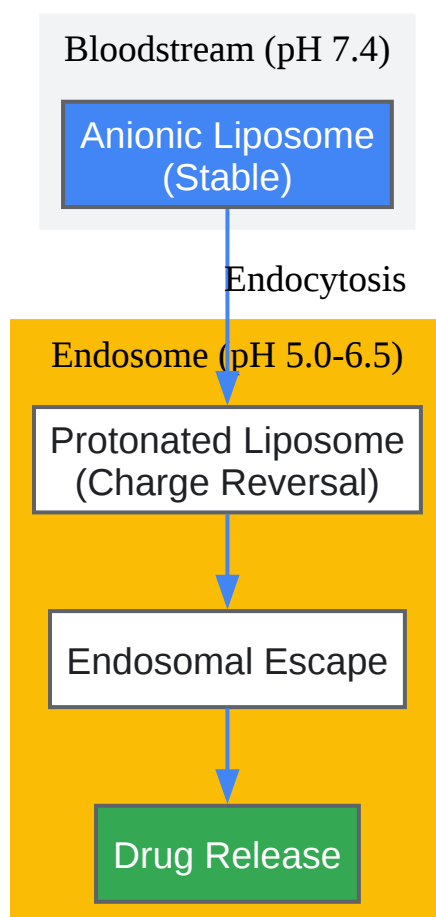 Bloodstream (pH 7.4)
Anionic Liposome
(Stable)
Endocytosis
Endosome (pH 5.0-6.5)
Protonated Liposome
(Charge Reversal)
Endosomal Escape
Drug Release